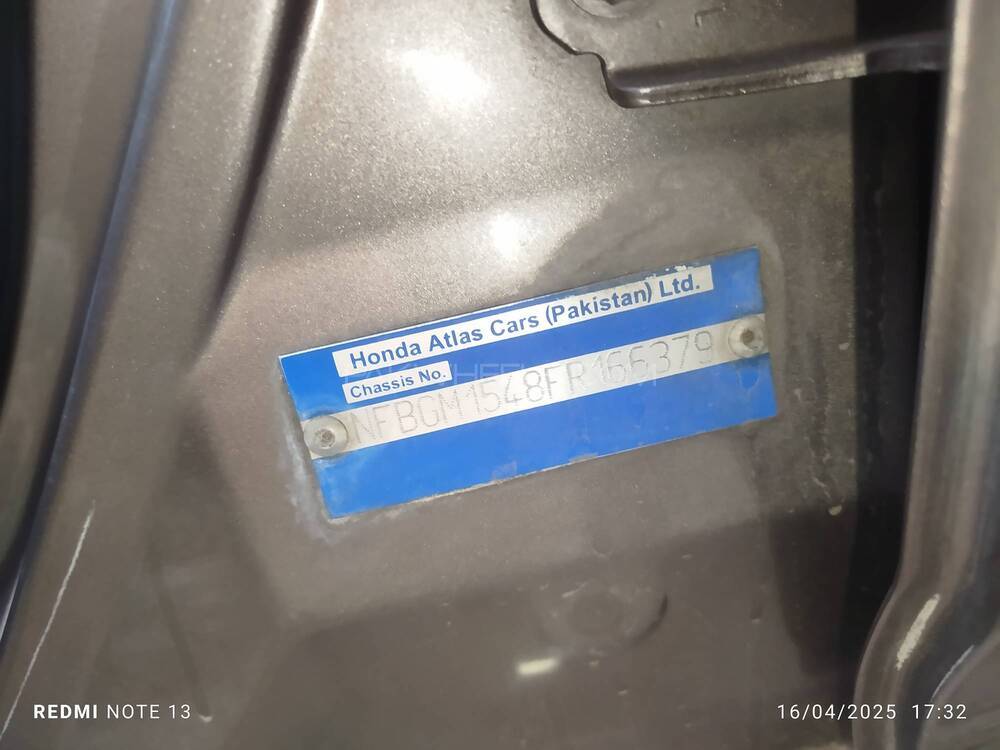 Honda Atlas Cars (Pakistan) Ltd.
Chassis No.
NFBGM1548FR166379
REDMI NOTE 13
16/04/2025 17:32